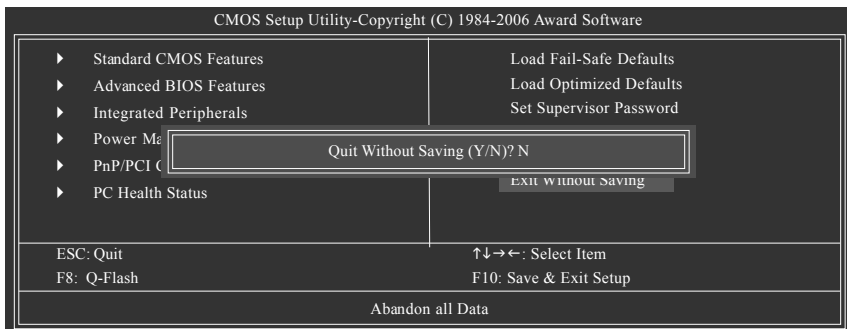 CMOS Setup Utility-Copyright (C) 1984-2006 Award Software
Standard CMOS Features
Advanced BIOS Features
Integrated Peripherals
Power Ma
PnP/PCI C
PC Health Status
Load Fail-Safe Defaults
Load Optimized Defaults
Set Supervisor Password
Exit Without Saving
Quit Without Saving (Y/N)? N
ESC: Quit
F8: Q-Flash
↑↓→←: Select Item
F10: Save & Exit Setup
Abandon all Data